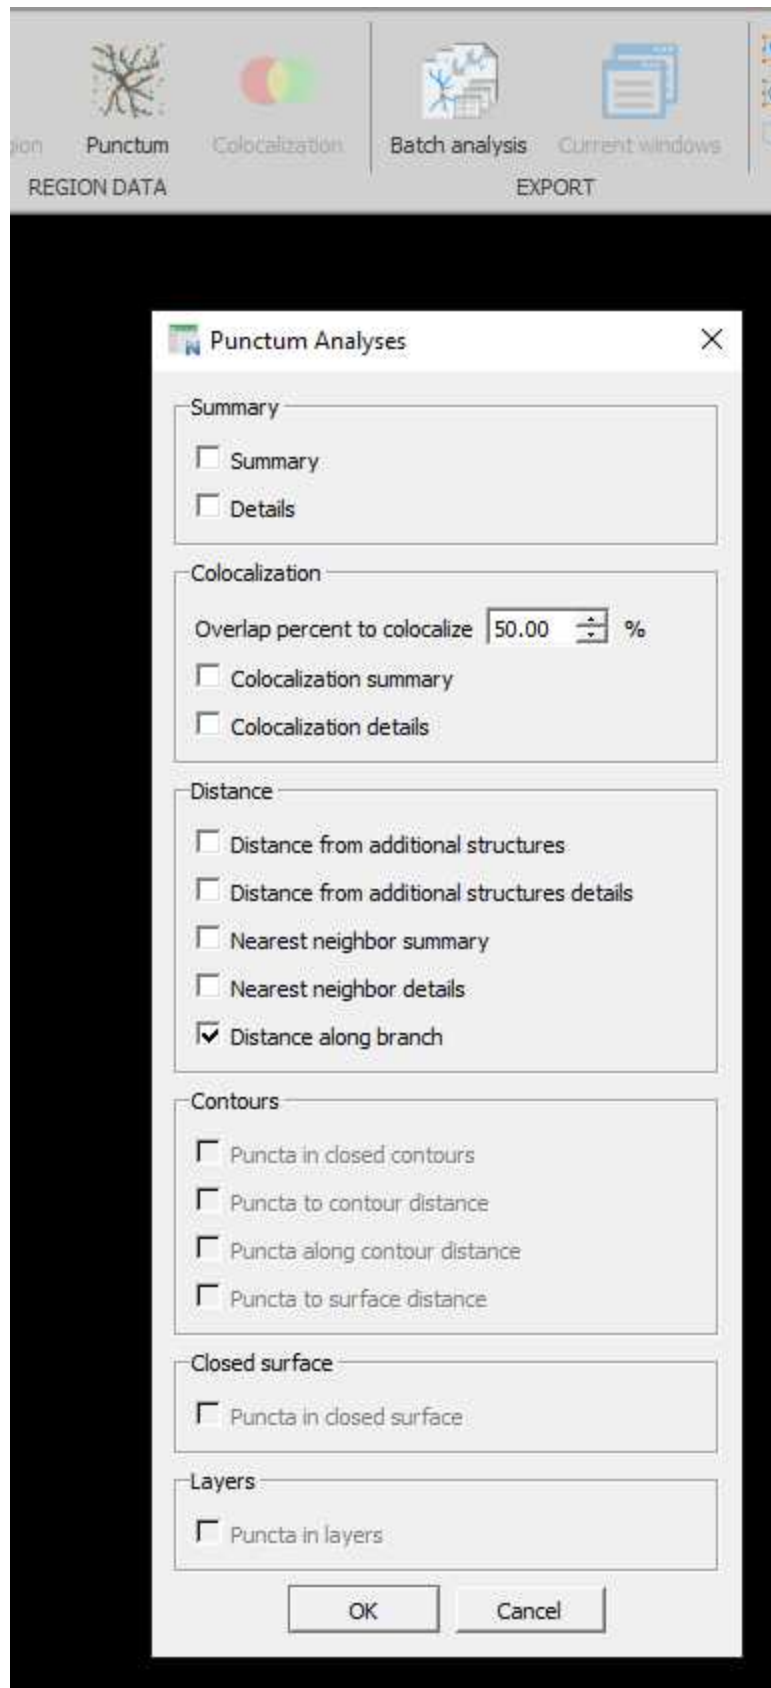 Punctum Colocalization Batch analysis Current windows
REGION DATA EXPORT
Punctum Analyses
Summary
Summary
Details
Colocalization
Overlap percent to colocalize 50.00 %
Colocalization summary
Colocalization details
Distance
Distance from additional structures
Distance from additional structures details
Nearest neighbor summary
Nearest neighbor details
Distance along branch
Contours
Puncta in closed contours
Puncta to contour distance
Puncta along contour distance
Puncta to surface distance
Closed surface
Puncta in closed surface
Layers
Puncta in layers
OK Cancel